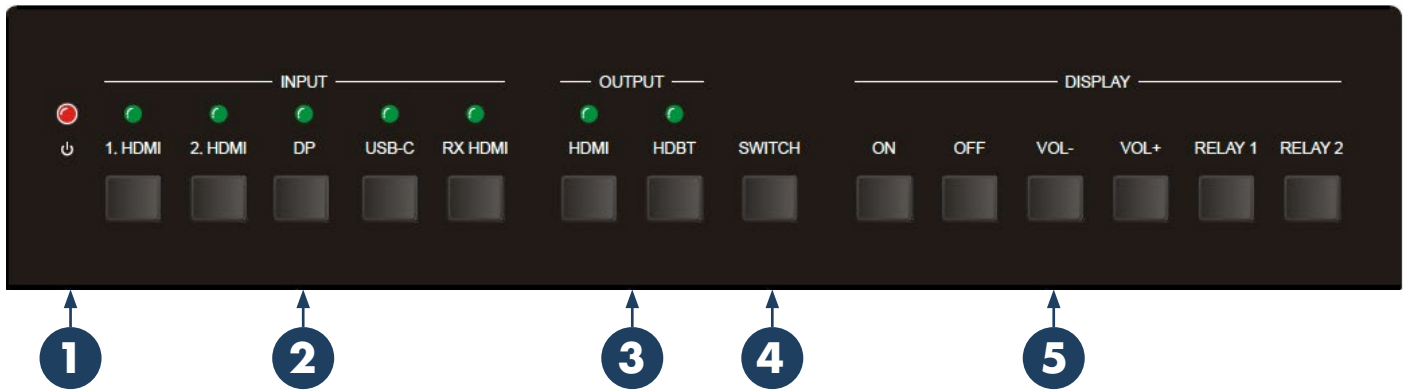 INPUT OUTPUT DISPLAY
1. HDMI 2. HDMI DP USB-C RX HDMI HDMI HDBT SWITCH ON OFF VOL- VOL+ RELAY 1 RELAY 2
1 2 3 4 5